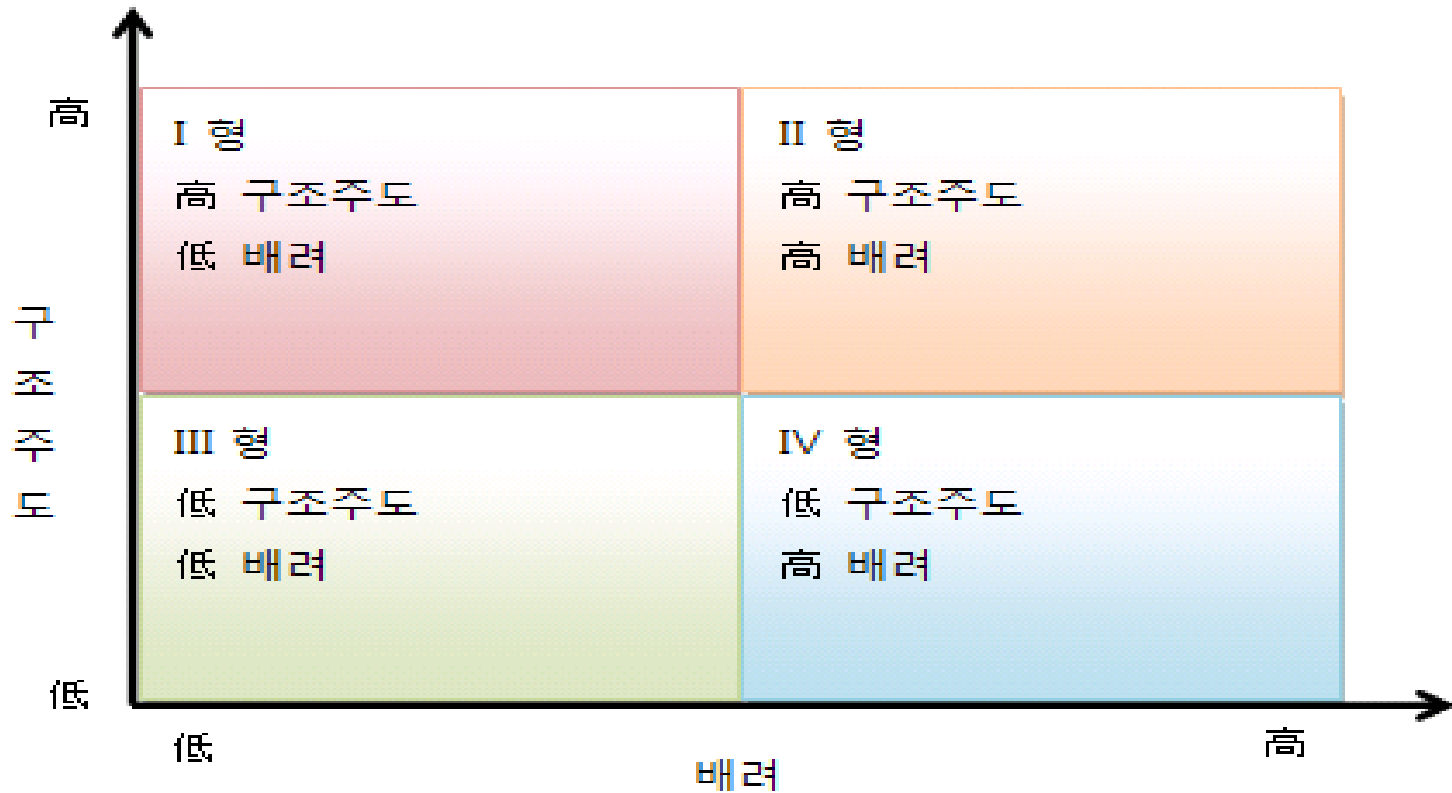 高
I 형
高 구조주도
低 배려
II 형
高 구조주도
高 배려
구
조
주
도
III 형
低 구조주도
低 배려
IV 형
低 구조주도
高 배려
低
低
高
배려